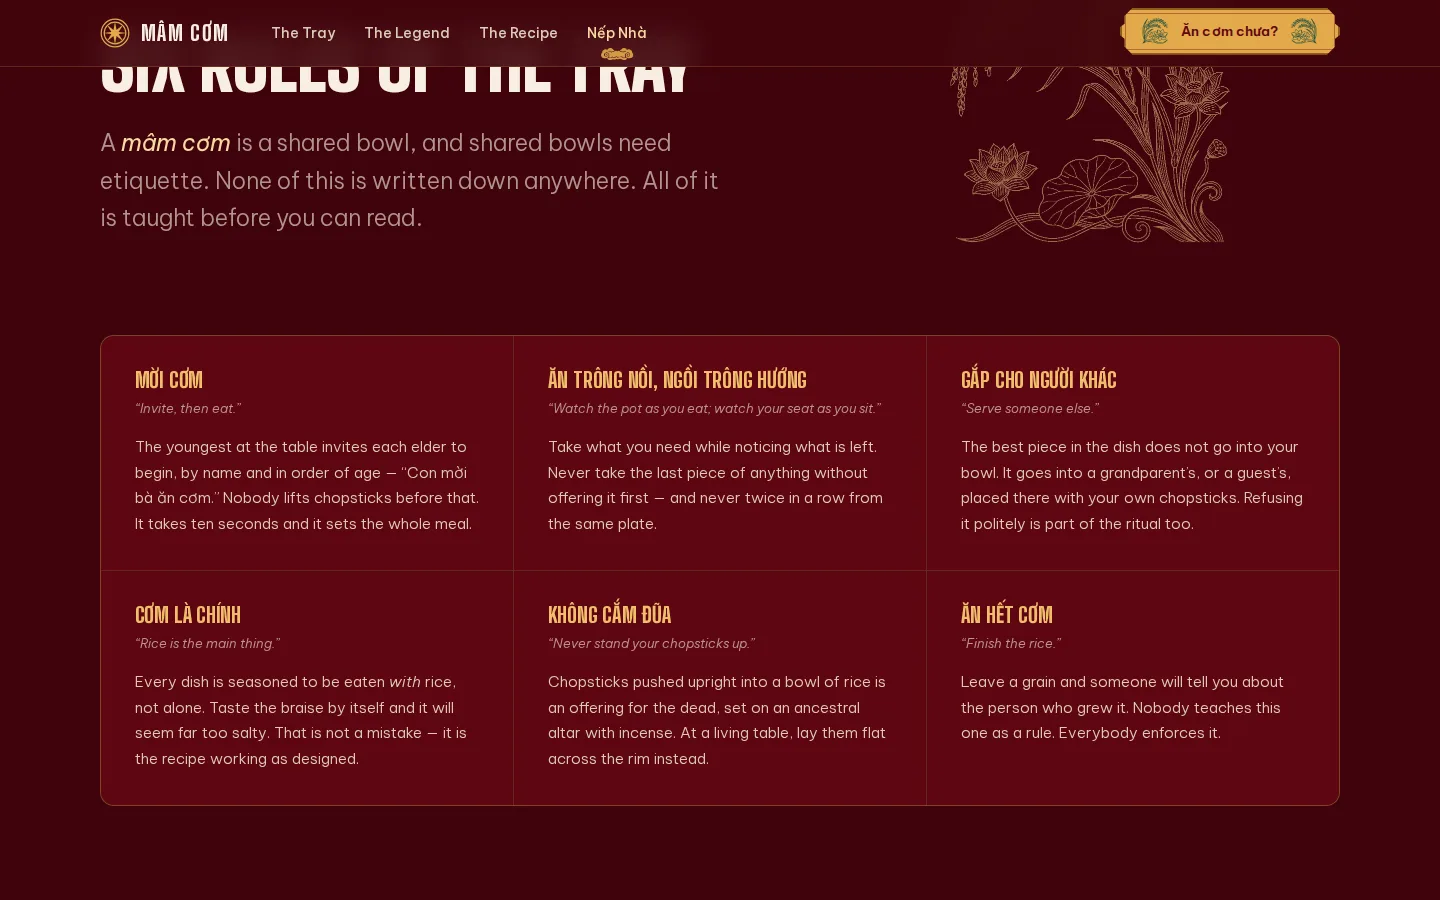 MÂM CƠM
The Tray
The Legend
The Recipe
Nếp Nhà
Ăn cơm chưa?
SIX RULES OF THE TRAY
A mâm cơm is a shared bowl, and shared bowls need
etiquette. None of this is written down anywhere. All of it
is taught before you can read.
MỜI CƠM
“Invite, then eat.”
The youngest at the table invites each elder to
begin, by name and in order of age — “Con mời
bà ăn cơm.” Nobody lifts chopsticks before that.
It takes ten seconds and it sets the whole meal.
ĂN TRÔNG NỒI, NGỒI TRÔNG HƯỚNG
“Watch the pot as you eat; watch your seat as you sit.”
Take what you need while noticing what is left.
Never take the last piece of anything without
offering it first — and never twice in a row from
the same plate.
GẮP CHO NGƯỜI KHÁC
“Serve someone else.”
The best piece in the dish does not go into your
bowl. It goes into a grandparent’s, or a guest’s,
placed there with your own chopsticks. Refusing
it politely is part of the ritual too.
CƠM LÀ CHÍNH
“Rice is the main thing.”
Every dish is seasoned to be eaten with rice,
not alone. Taste the braise by itself and it will
seem far too salty. That is not a mistake — it is
the recipe working as designed.
KHÔNG CẮM ĐŨA
“Never stand your chopsticks up.”
Chopsticks pushed upright into a bowl of rice is
an offering for the dead, set on an ancestral
altar with incense. At a living table, lay them flat
across the rim instead.
ĂN HẾT CƠM
“Finish the rice.”
Leave a grain and someone will tell you about
the person who grew it. Nobody teaches this
one as a rule. Everybody enforces it.